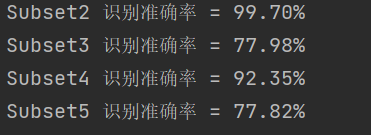 Subset2 识别准确率 = 99.70%
Subset3 识别准确率 = 77.98%
Subset4 识别准确率 = 92.35%
Subset5 识别准确率 = 77.82%